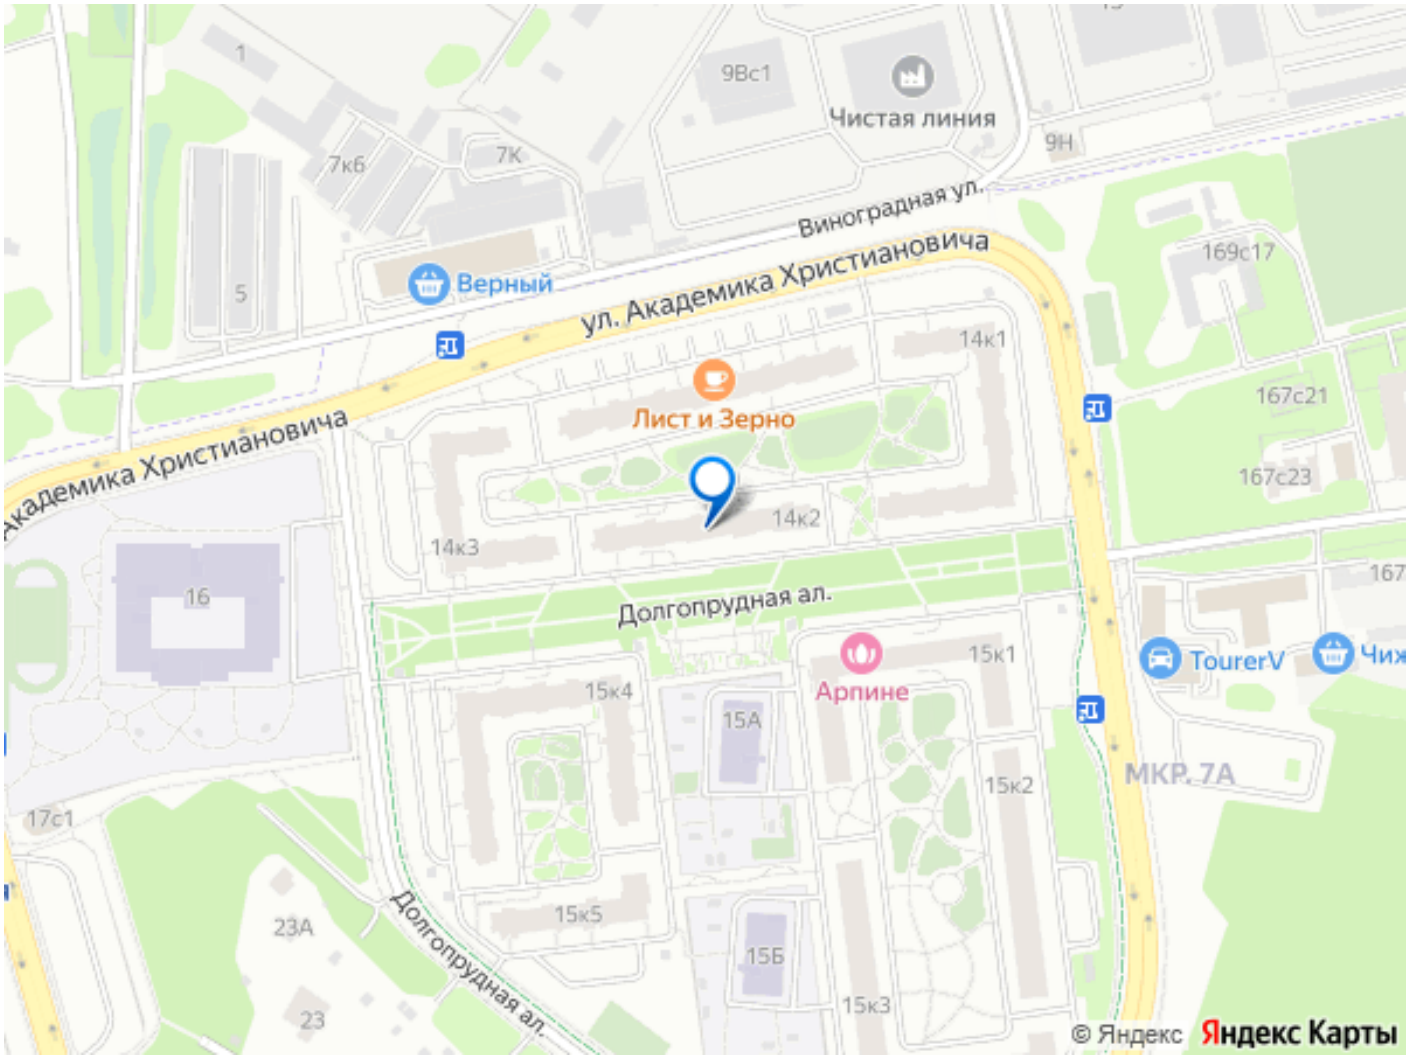 1
9Вс1
Чистая линия
9Н
7к6
7К
Виноградная ул.
ул. Академика Христиановича
169с17
Верный
5
14к1
Лист и Зерно
167с21
Академика Христиановича
167с23
14к2
14к3
16
Долгопрудная ал.
167
15к1
TourerV
Чиж
Арпине
15к4
15А
МКР. 7А
15к2
17с1
23А
15к5
Долгопрудная ал.
15Б
15к3
23
© Яндекс Яндекс Карты